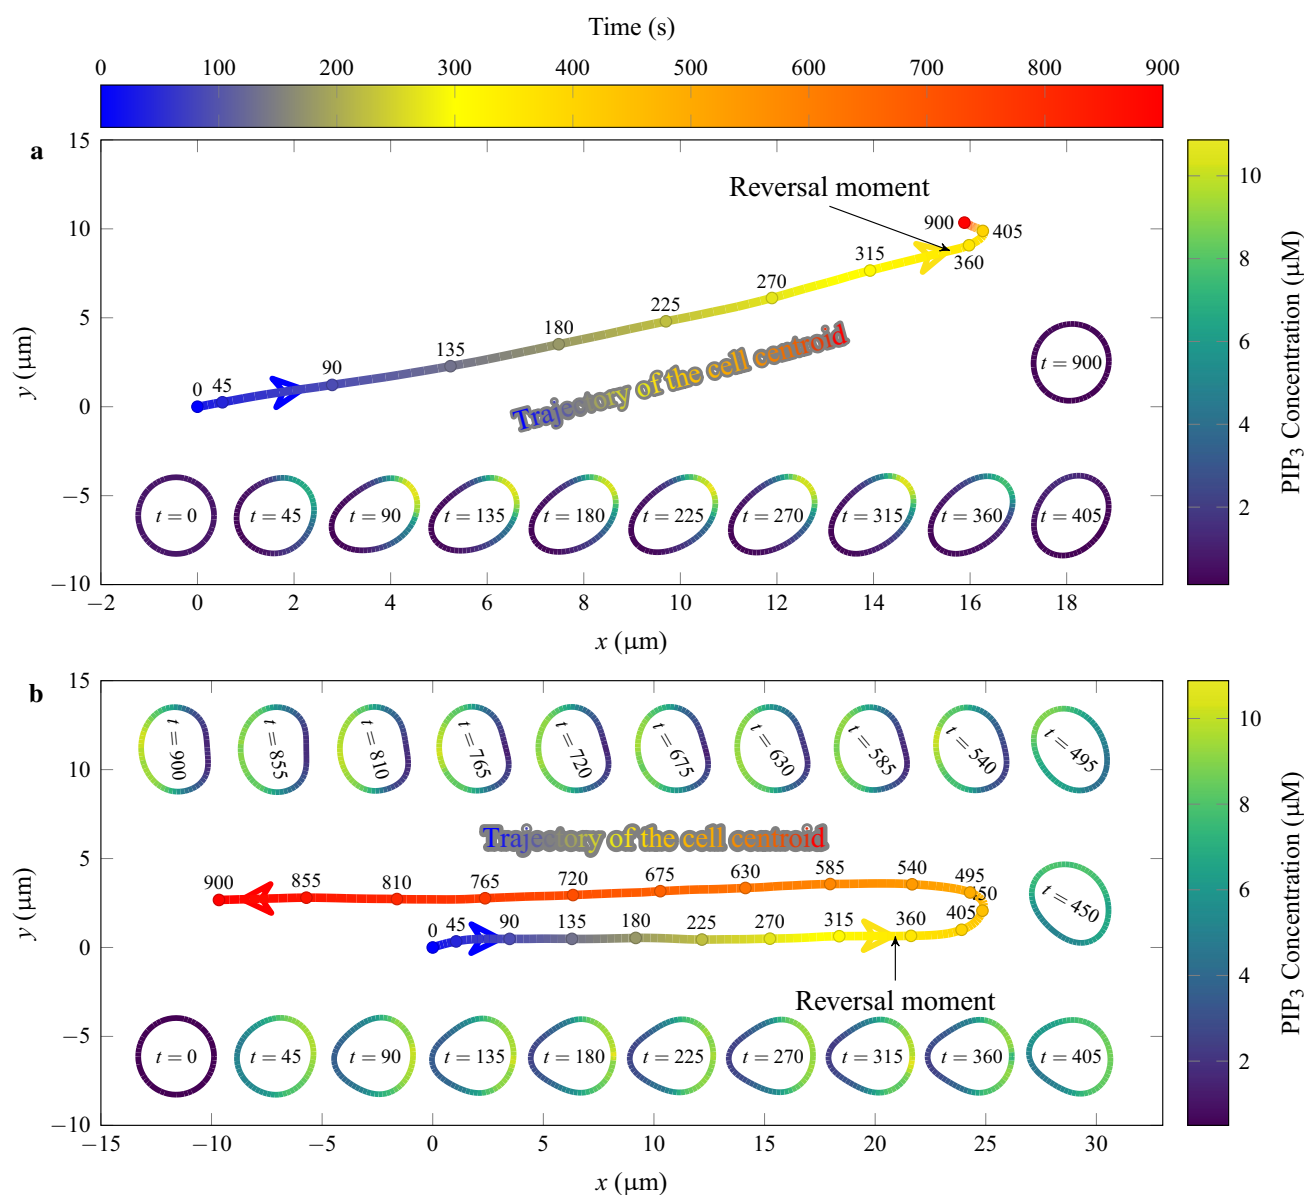 Time (s)
0 100 200 300 400 500 600 700 800 900
a
15
10
5
0
−5
−10
y (μm)
Reversal moment
900
405
360
315
270
225
180
135
90
45
0
Trajectory of the cell centroid
t = 900
t = 0 t = 45 t = 90 t = 135 t = 180 t = 225 t = 270 t = 315 t = 360 t = 405
−2 0 2 4 6 8 10 12 14 16 18
x (μm)
10
8
6
4
2
PIP₃ Concentration (μM)
b
15
10
5
0
−5
−10
y (μm)
t = 900 t = 855 t = 810 t = 765 t = 720 t = 675 t = 630 t = 585 t = 540 t = 495
Trajectory of the cell centroid
900 855 810 765 720 675 630 585 540 495
450
0 45 90 135 180 225 270 315 360 405
t = 450
Reversal moment
t = 0 t = 45 t = 90 t = 135 t = 180 t = 225 t = 270 t = 315 t = 360 t = 405
−15 −10 −5 0 5 10 15 20 25 30
x (μm)
10
8
6
4
2
PIP₃ Concentration (μM)